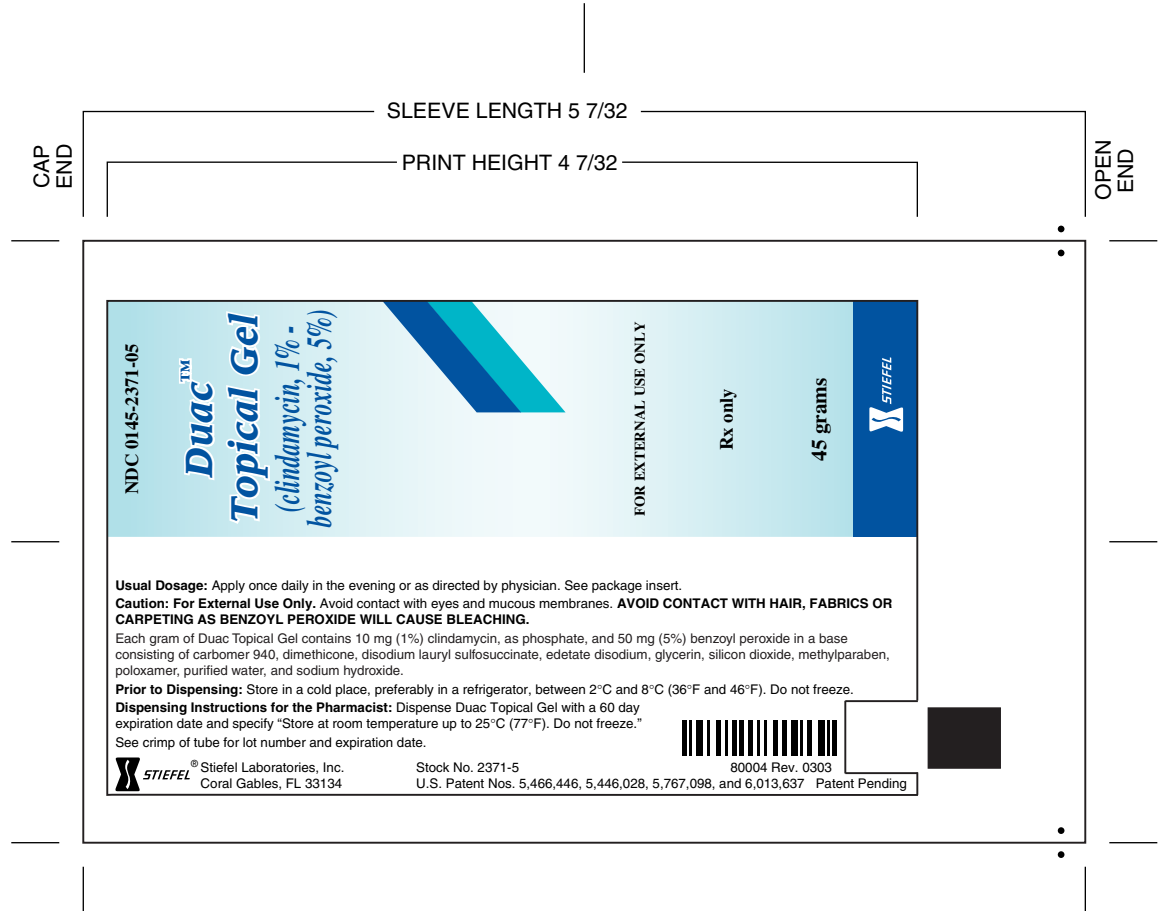 SLEEVE LENGTH 5 7/32
PRINT HEIGHT 4 7/32
CAP
END
OPEN
END
NDC 0145-2371-05
Duac™
Topical Gel
(clindamycin, 1% -
benzoyl peroxide, 5%)
FOR EXTERNAL USE ONLY
Rx only
45 grams
STIEFEL
Usual Dosage: Apply once daily in the evening or as directed by physician. See package insert.
Caution: For External Use Only. Avoid contact with eyes and mucous membranes. AVOID CONTACT WITH HAIR, FABRICS OR
CARPETING AS BENZOYL PEROXIDE WILL CAUSE BLEACHING.
Each gram of Duac Topical Gel contains 10 mg (1%) clindamycin, as phosphate, and 50 mg (5%) benzoyl peroxide in a base
consisting of carbomer 940, dimethicone, disodium lauryl sulfosuccinate, edetate disodium, glycerin, silicon dioxide, methylparaben,
poloxamer, purified water, and sodium hydroxide.
Prior to Dispensing: Store in a cold place, preferably in a refrigerator, between 2°C and 8°C (36°F and 46°F). Do not freeze.
Dispensing Instructions for the Pharmacist: Dispense Duac Topical Gel with a 60 day
expiration date and specify “Store at room temperature up to 25°C (77°F). Do not freeze.”
See crimp of tube for lot number and expiration date.
STIEFEL® Stiefel Laboratories, Inc. Stock No. 2371-5 80004 Rev. 0303
Coral Gables, FL 33134 U.S. Patent Nos. 5,466,446, 5,446,028, 5,767,098, and 6,013,637 Patent Pending